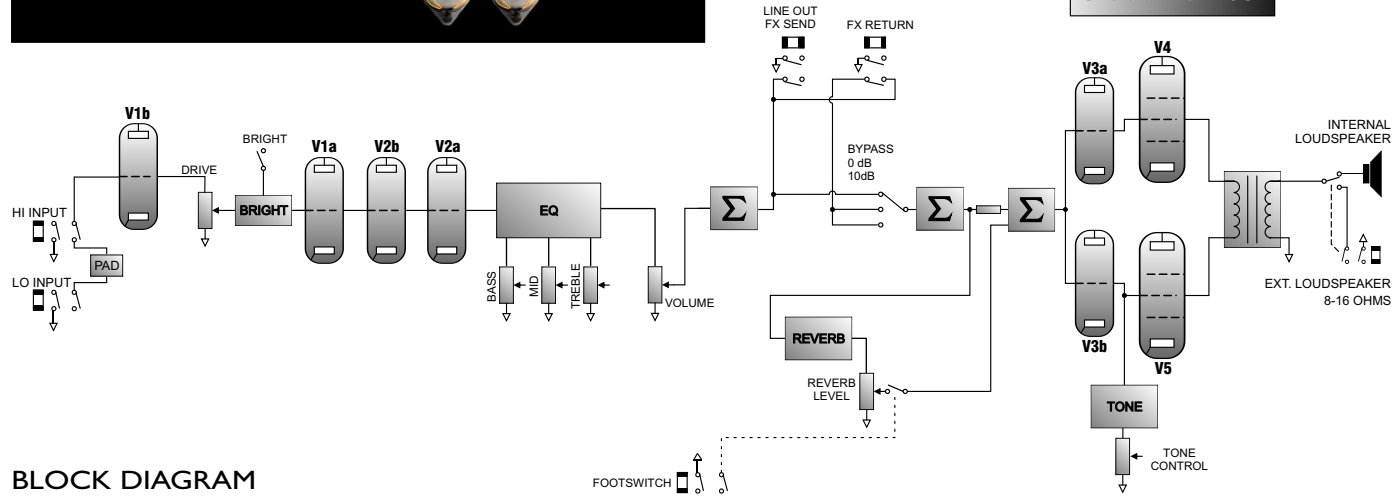 LINE OUT
FX SEND
FX RETURN
V1b
DRIVE
BRIGHT
BRIGHT
V1a
V2b
V2a
HI INPUT
PAD
LO INPUT
EQ
BASS
MID
TREBLE
VOLUME
Σ
BYPASS
0 dB
10dB
Σ
Σ
V3a
V4
INTERNAL
LOUDSPEAKER
EXT. LOUDSPEAKER
8-16 OHMS
V3b
V5
REVERB
REVERB
LEVEL
TONE
TONE
CONTROL
FOOTSWITCH
BLOCK DIAGRAM